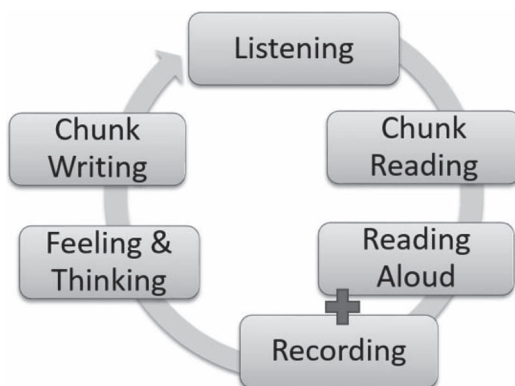 Listening
Chunk
Reading
Reading
Aloud
Recording
Feeling &
Thinking
Chunk
Writing